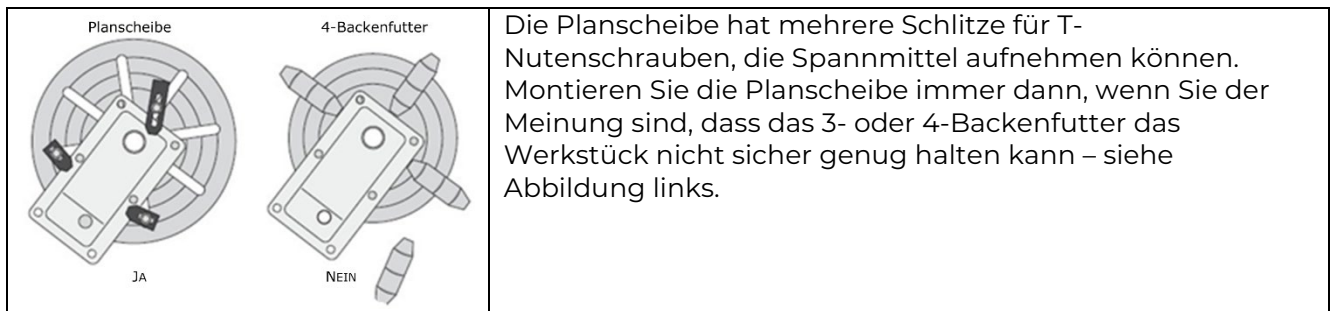 Planscheibe
4-Backenfutter
JA
NEIN
Die Planscheibe hat mehrere Schlitze für T-
Nutenschrauben, die Spannmittel aufnehmen können.
Montieren Sie die Planscheibe immer dann, wenn Sie der
Meinung sind, dass das 3- oder 4-Backenfutter das
Werkstück nicht sicher genug halten kann – siehe
Abbildung links.